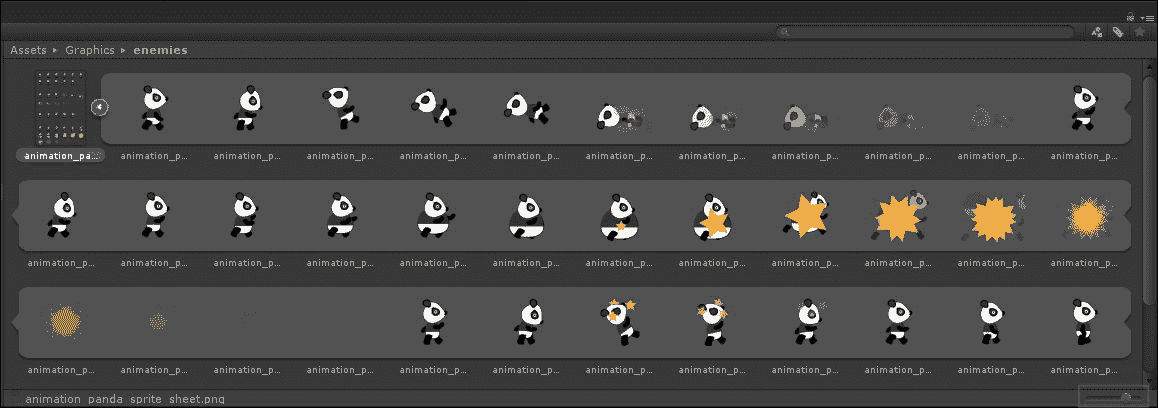 Assets ▸ Graphics ▸ enemies
animation_pa... animation_p... animation_p... animation_p... animation_p... animation_p... animation_p... animation_p... animation_p... animation_p... animation_p... animation_p...
animation_p... animation_p... animation_p... animation_p... animation_p... animation_p... animation_p... animation_p... animation_p... animation_p... animation_p... animation_p...
animation_p... animation_p... animation_p... animation_p... animation_p... animation_p... animation_p... animation_p... animation_p... animation_p... animation_p... animation_p...
animation_panda_sprite_sheet.png